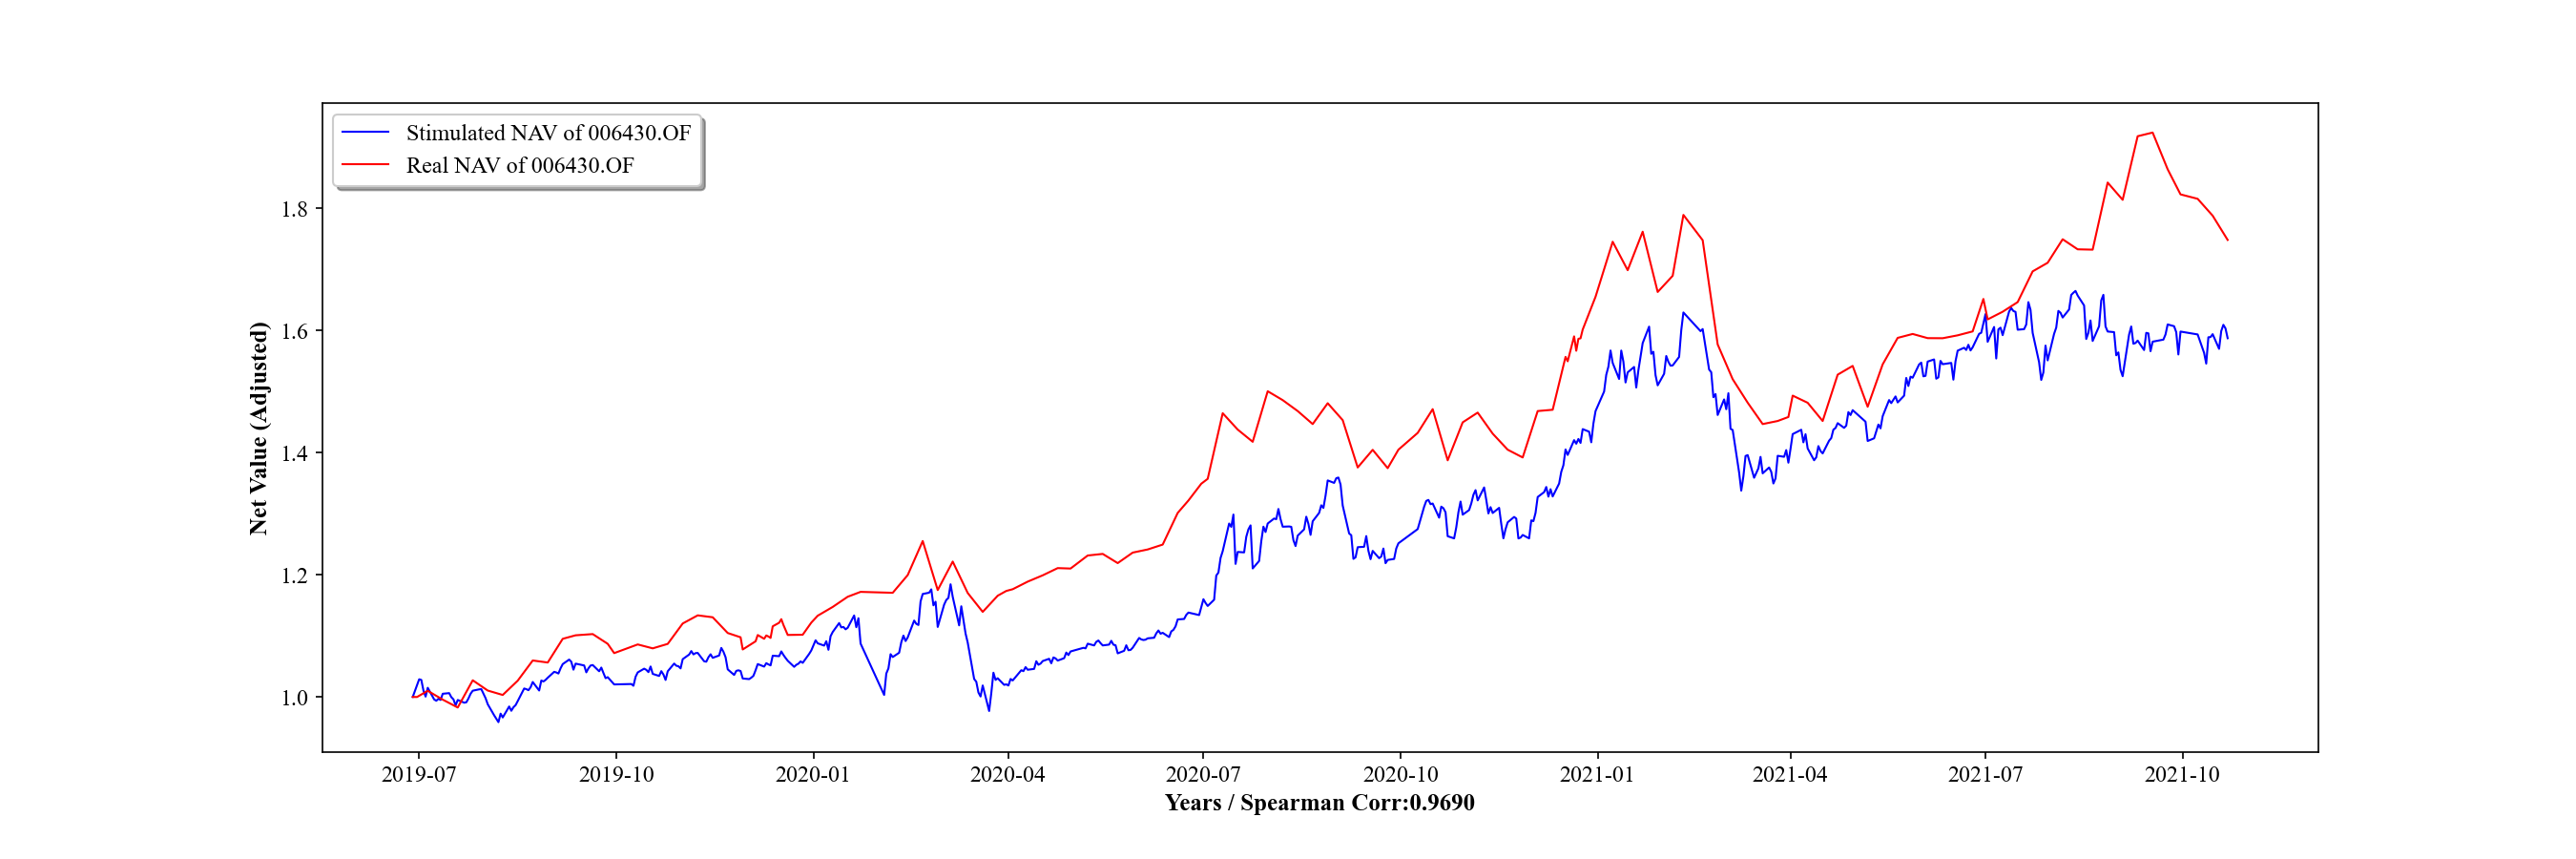 Stimulated NAV of 006430.OF
Real NAV of 006430.OF
Net Value (Adjusted)
1.8
1.6
1.4
1.2
1.0
2019-07 2019-10 2020-01 2020-04 2020-07 2020-10 2021-01 2021-04 2021-07 2021-10
Years / Spearman Corr:0.9690